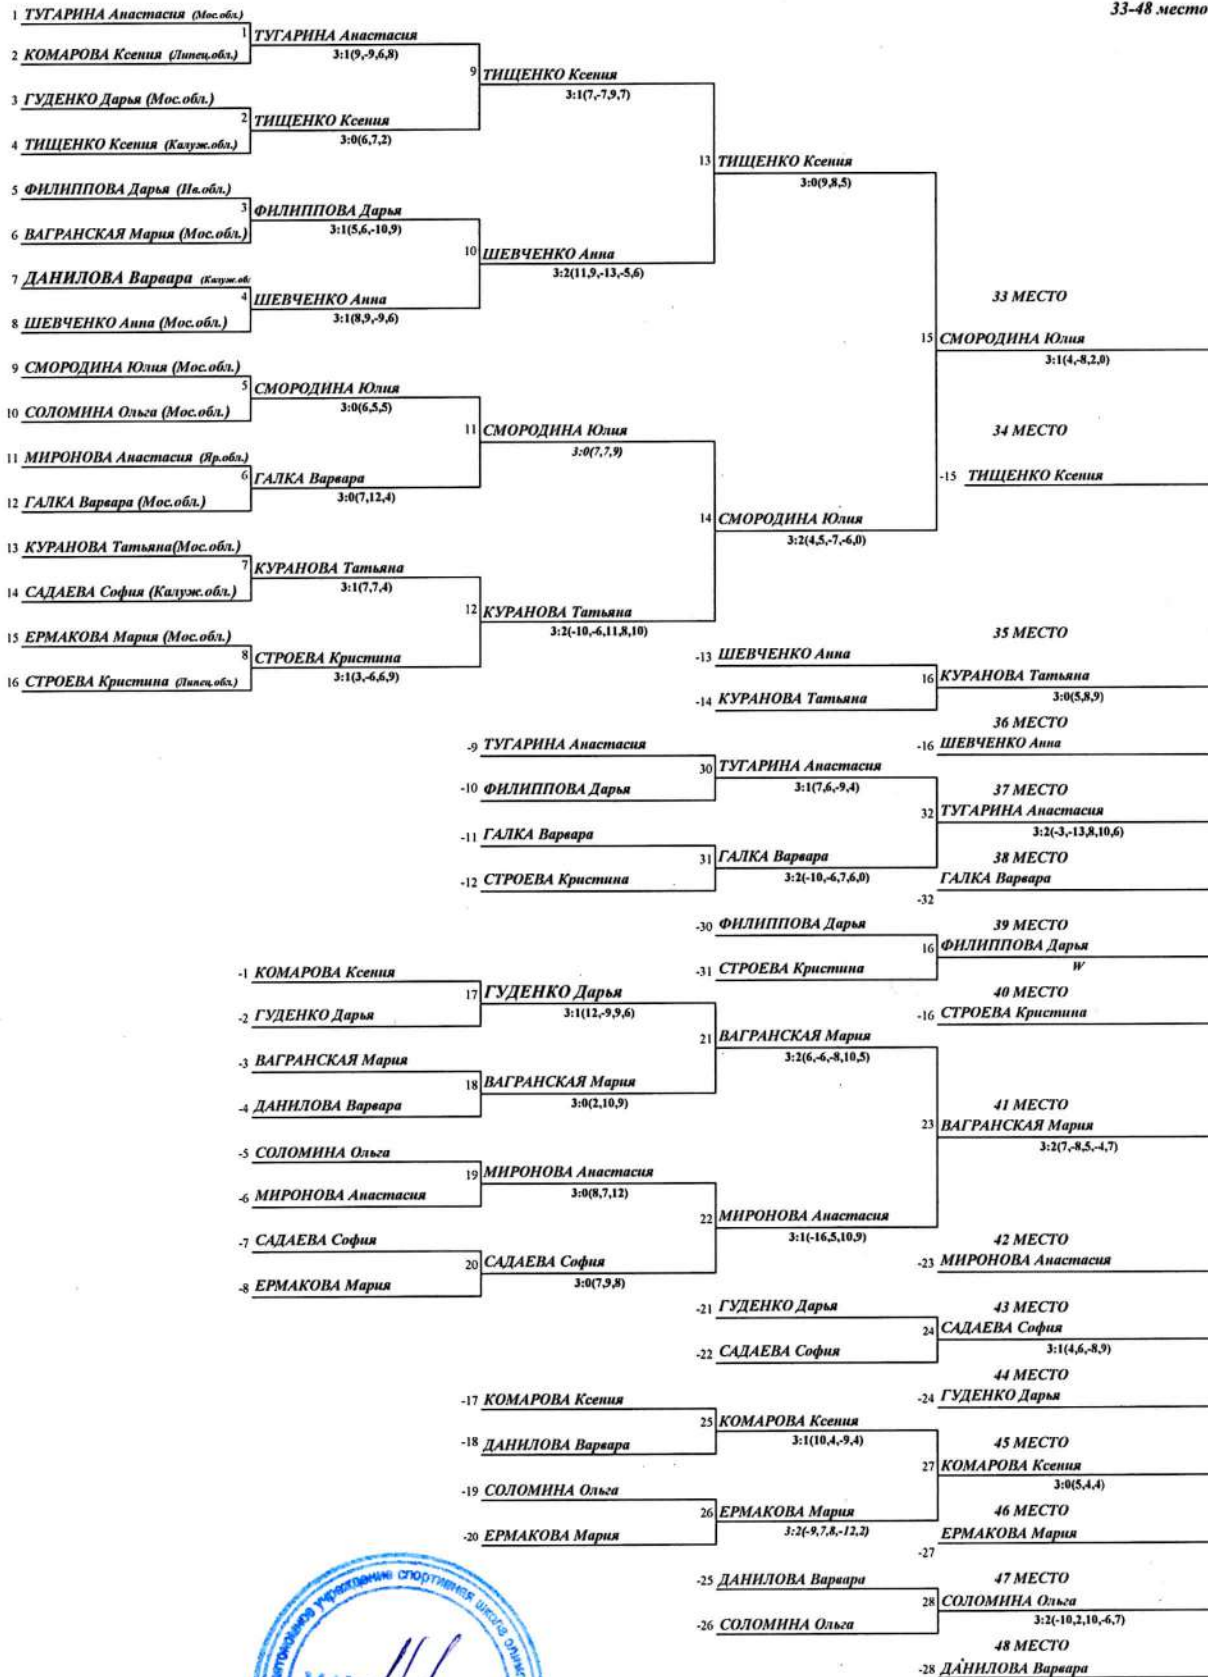 33-48 место
1 ТУГАРИНА Анастасия (Мос.обл.)
1 ТУГАРИНА Анастасия
2 КОМАРОВА Ксения (Липец.обл.)
3:1(9,-9,6,8)
9 ТИЩЕНКО Ксения
3:1(7,-7,9,7)
3 ГУДЕНКО Дарья (Мос.обл.)
2 ТИЩЕНКО Ксения
4 ТИЩЕНКО Ксения (Калуж.обл.)
3:0(6,7,2)
13 ТИЩЕНКО Ксения
3:0(9,8,5)
5 ФИЛИППОВА Дарья (Ив.обл.)
3 ФИЛИППОВА Дарья
6 ВАГРАНСКАЯ Мария (Мос.обл.)
3:1(5,6,-10,9)
10 ШЕВЧЕНКО Анна
3:2(11,9,-13,-5,6)
7 ДАНИЛОВА Варвара (Калуж.об
4 ШЕВЧЕНКО Анна
8 ШЕВЧЕНКО Анна (Мос.обл.)
3:1(8,9,-9,6)
33 МЕСТО
15 СМОРОДИНА Юлия
3:1(4,-8,2,0)
9 СМОРОДИНА Юлия (Мос.обл.)
5 СМОРОДИНА Юлия
10 СОЛОМИНА Ольга (Мос.обл.)
3:0(6,5,5)
11 СМОРОДИНА Юлия
3:0(7,7,9)
34 МЕСТО
-15 ТИЩЕНКО Ксения
11 МИРОНОВА Анастасия (Яр.обл.)
6 ГАЛКА Варвара
12 ГАЛКА Варвара (Мос.обл.)
3:0(7,12,4)
14 СМОРОДИНА Юлия
3:2(4,5,-7,-6,0)
13 КУРАНОВА Татьяна(Мос.обл.)
7 КУРАНОВА Татьяна
14 САДАЕВА София (Калуж.обл.)
3:1(7,7,4)
12 КУРАНОВА Татьяна
3:2(-10,-6,11,8,10)
15 ЕРМАКОВА Мария (Мос.обл.)
8 СТРОЕВА Кристина
16 СТРОЕВА Кристина (Липец.обл.)
3:1(3,-6,6,9)
35 МЕСТО
-13 ШЕВЧЕНКО Анна
16 КУРАНОВА Татьяна
-14 КУРАНОВА Татьяна
3:0(5,8,9)
36 МЕСТО
-16 ШЕВЧЕНКО Анна
-9 ТУГАРИНА Анастасия
30 ТУГАРИНА Анастасия
-10 ФИЛИППОВА Дарья
3:1(7,6,-9,4)
37 МЕСТО
32 ТУГАРИНА Анастасия
3:2(-3,-13,8,10,6)
-11 ГАЛКА Варвара
31 ГАЛКА Варвара
-12 СТРОЕВА Кристина
3:2(-10,-6,7,6,0)
38 МЕСТО
ГАЛКА Варвара
-32
-30 ФИЛИППОВА Дарья
39 МЕСТО
16 ФИЛИППОВА Дарья
-31 СТРОЕВА Кристина
W
40 МЕСТО
-16 СТРОЕВА Кристина
-1 КОМАРОВА Ксения
17 ГУДЕНКО Дарья
-2 ГУДЕНКО Дарья
3:1(12,-9,9,6)
21 ВАГРАНСКАЯ Мария
3:2(6,-6,-8,10,5)
-3 ВАГРАНСКАЯ Мария
18 ВАГРАНСКАЯ Мария
-4 ДАНИЛОВА Варвара
3:0(2,10,9)
41 МЕСТО
23 ВАГРАНСКАЯ Мария
3:2(7,-8,5,-4,7)
-5 СОЛОМИНА Ольга
19 МИРОНОВА Анастасия
-6 МИРОНОВА Анастасия
3:0(8,7,12)
22 МИРОНОВА Анастасия
3:1(-16,5,10,9)
-7 САДАЕВА София
20 САДАЕВА София
-8 ЕРМАКОВА Мария
3:0(7,9,8)
42 МЕСТО
-23 МИРОНОВА Анастасия
-21 ГУДЕНКО Дарья
43 МЕСТО
24 САДАЕВА София
-22 САДАЕВА София
3:1(4,6,-8,9)
44 МЕСТО
-24 ГУДЕНКО Дарья
-17 КОМАРОВА Ксения
25 КОМАРОВА Ксения
-18 ДАНИЛОВА Варвара
3:1(10,4,-9,4)
45 МЕСТО
27 КОМАРОВА Ксения
3:0(5,4,4)
-19 СОЛОМИНА Ольга
26 ЕРМАКОВА Мария
-20 ЕРМАКОВА Мария
3:2(-9,7,8,-12,2)
46 МЕСТО
ЕРМАКОВА Мария
-27
-25 ДАНИЛОВА Варвара
47 МЕСТО
28 СОЛОМИНА Ольга
-26 СОЛОМИНА Ольга
3:2(-10,2,10,-6,7)
48 МЕСТО
-28 ДАНИЛОВА Варвара
учреждение спортивная школа